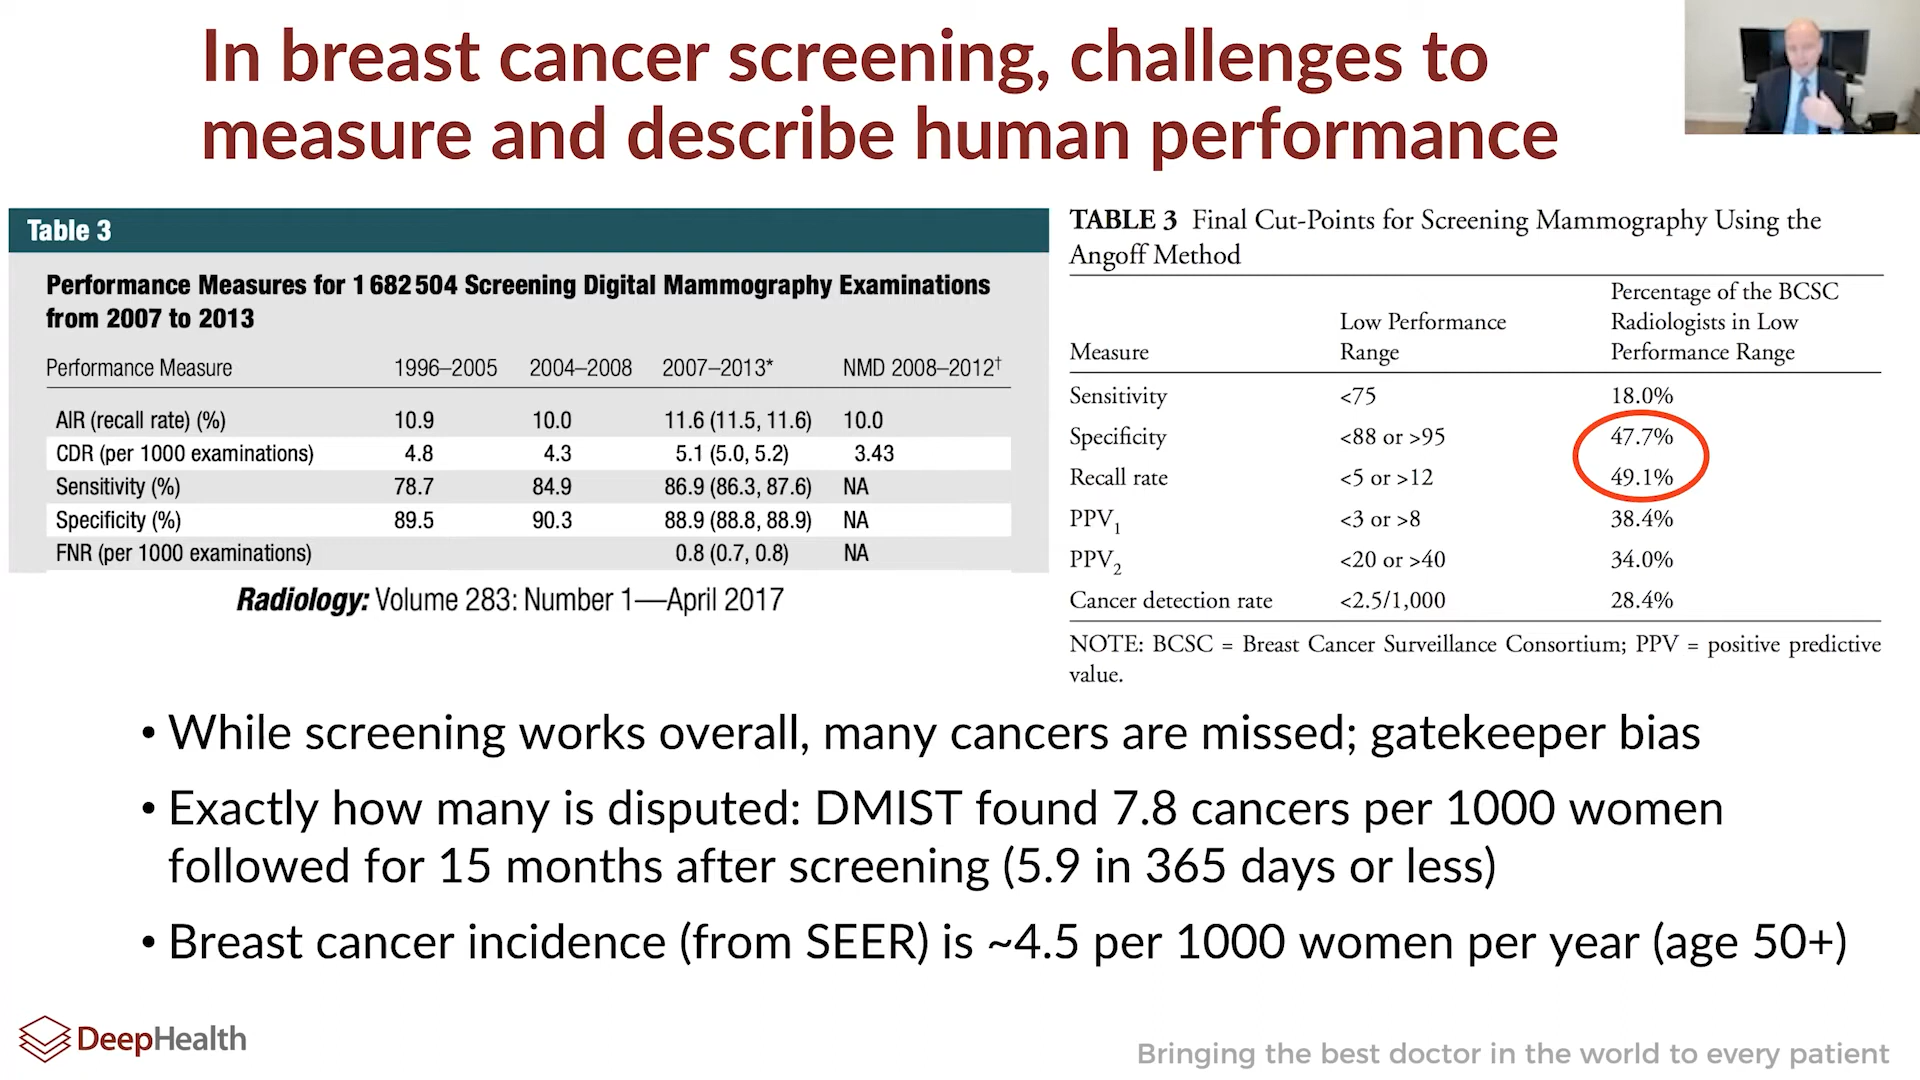 In breast cancer screening, challenges to
measure and describe human performance
Table 3
Performance Measures for 1 682 504 Screening Digital Mammography Examinations
from 2007 to 2013
Performance Measure 1996–2005 2004–2008 2007–2013* NMD 2008–2012†
AIR (recall rate) (%) 10.9 10.0 11.6 (11.5, 11.6) 10.0
CDR (per 1000 examinations) 4.8 4.3 5.1 (5.0, 5.2) 3.43
Sensitivity (%) 78.7 84.9 86.9 (86.3, 87.6) NA
Specificity (%) 89.5 90.3 88.9 (88.8, 88.9) NA
FNR (per 1000 examinations) 0.8 (0.7, 0.8) NA
Radiology: Volume 283: Number 1—April 2017
TABLE 3 Final Cut-Points for Screening Mammography Using the
Angoff Method
Percentage of the BCSC
Low Performance Radiologists in Low
Measure Range Performance Range
Sensitivity <75 18.0%
Specificity <88 or >95 47.7%
Recall rate <5 or >12 49.1%
PPV1 <3 or >8 38.4%
PPV2 <20 or >40 34.0%
Cancer detection rate <2.5/1,000 28.4%
NOTE: BCSC = Breast Cancer Surveillance Consortium; PPV = positive predictive
value.
• While screening works overall, many cancers are missed; gatekeeper bias
• Exactly how many is disputed: DMIST found 7.8 cancers per 1000 women
followed for 15 months after screening (5.9 in 365 days or less)
• Breast cancer incidence (from SEER) is ~4.5 per 1000 women per year (age 50+)
DeepHealth
Bringing the best doctor in the world to every patient